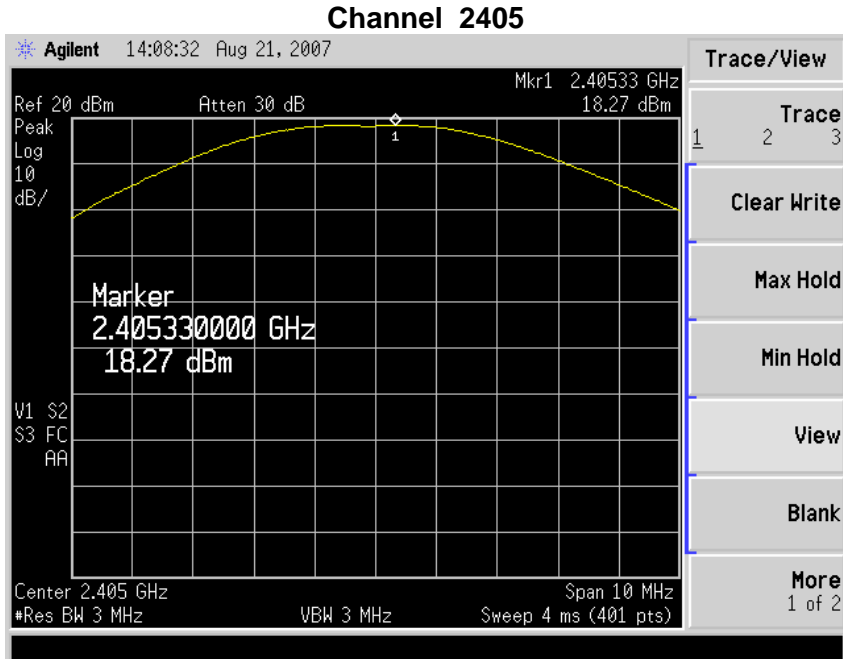 Channel 2405
Agilent 14:08:32 Aug 21, 2007
Trace/View
Mkr1 2.40533 GHz
Ref 20 dBm Atten 30 dB 18.27 dBm
Peak
Log
10
dB/
1
Marker
2.405330000 GHz
18.27 dBm
V1 S2
S3 FC
AA
Center 2.405 GHz Span 10 MHz
#Res BW 3 MHz VBW 3 MHz Sweep 4 ms (401 pts)
Trace
1 2 3
Clear Write
Max Hold
Min Hold
View
Blank
More
1 of 2